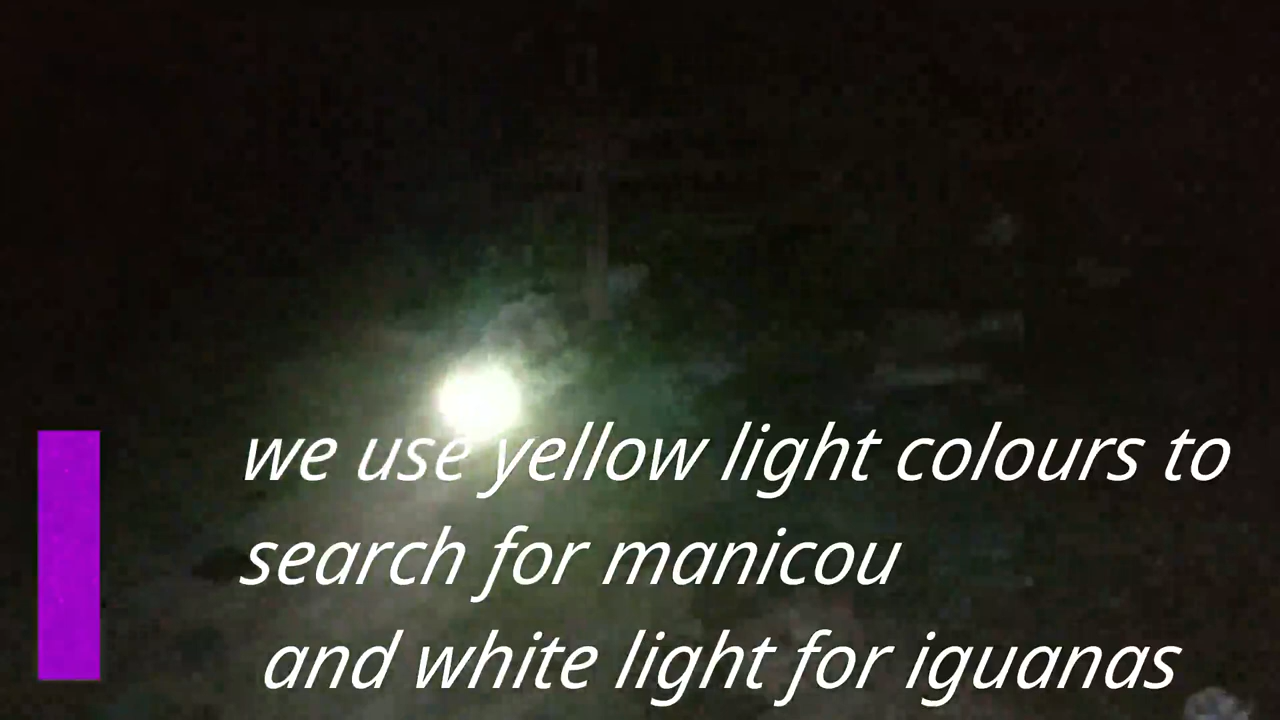 we use yellow light colours to
search for manicou
and white light for iguanas